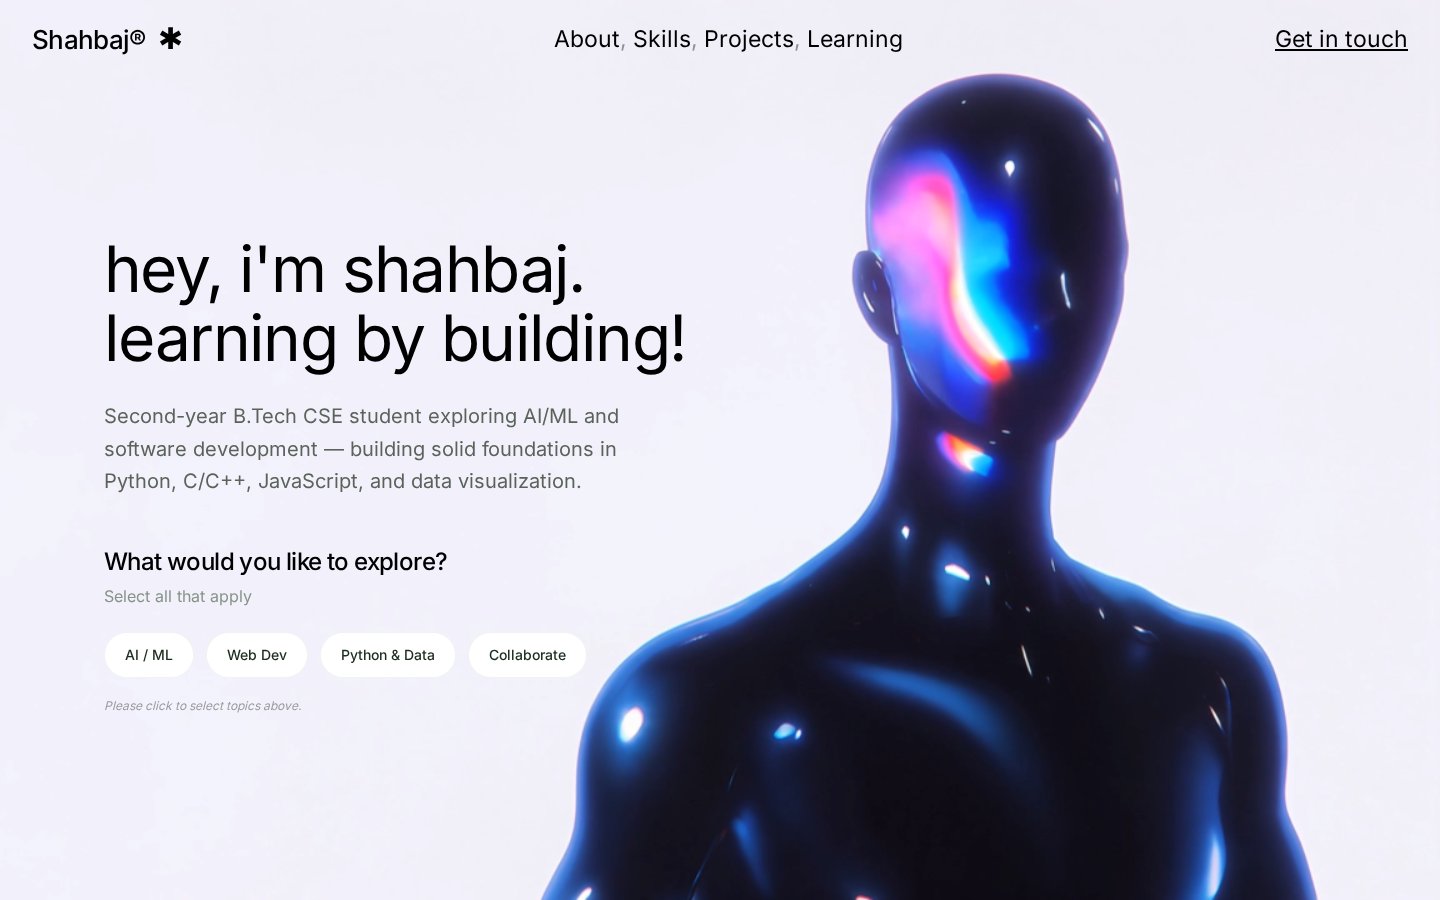 Shahbaj® ✱
About, Skills, Projects, Learning
Get in touch
hey, i'm shahbaj.
learning by building!
Second-year B.Tech CSE student exploring AI/ML and
software development — building solid foundations in
Python, C/C++, JavaScript, and data visualization.
What would you like to explore?
Select all that apply
AI / ML
Web Dev
Python & Data
Collaborate
Please click to select topics above.